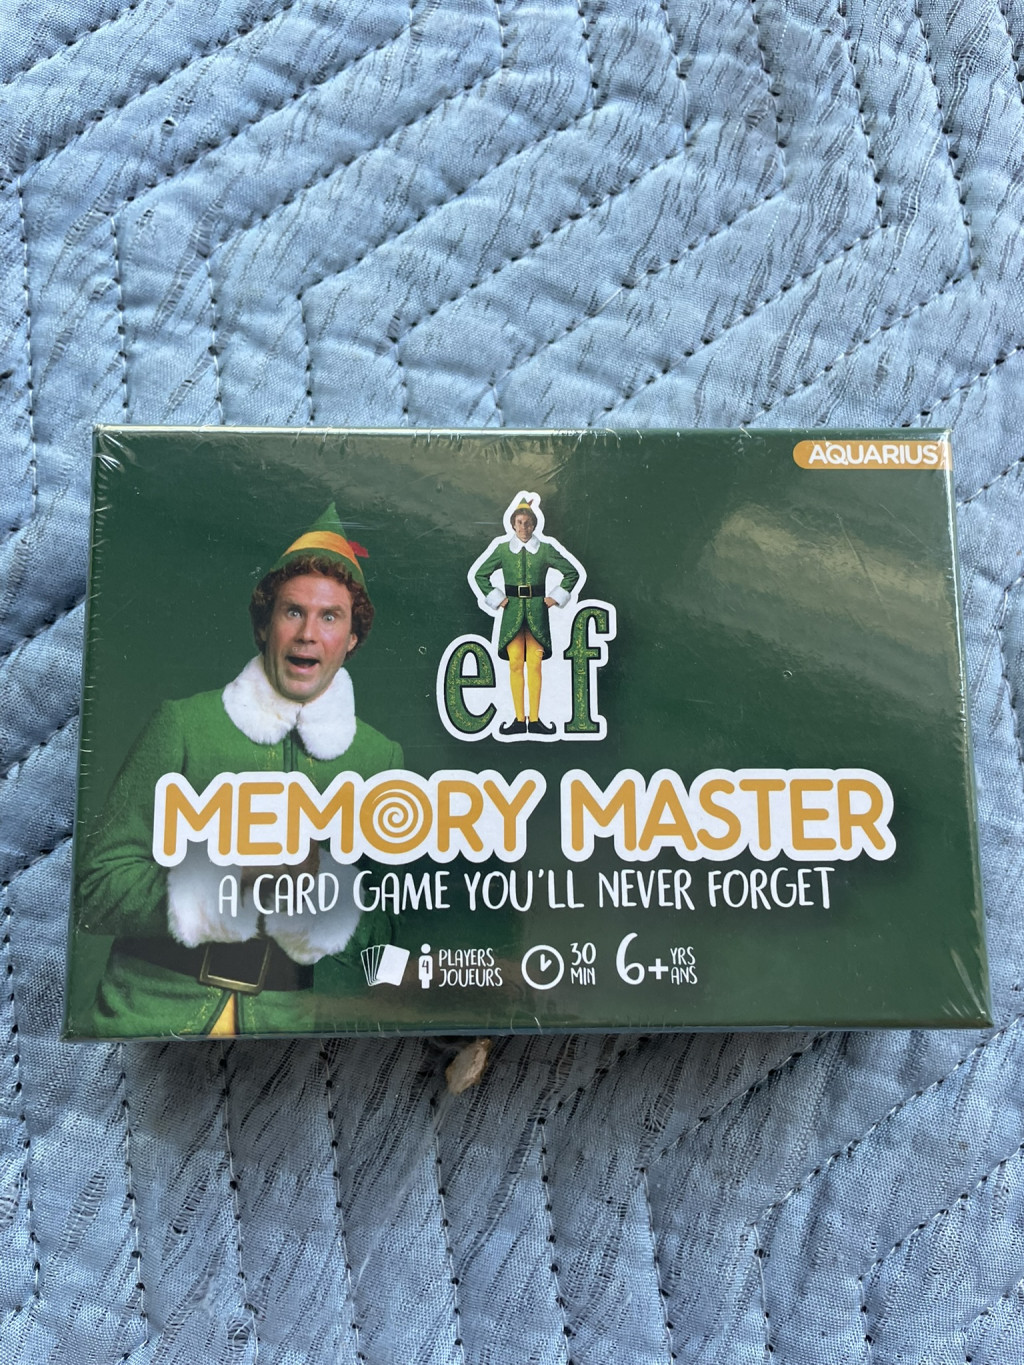 AQUARIUS
elf
MEMORY MASTER
A CARD GAME YOU'LL NEVER FORGET
4 PLAYERS
JOUEURS
30
MIN
6+ YRS
ANS